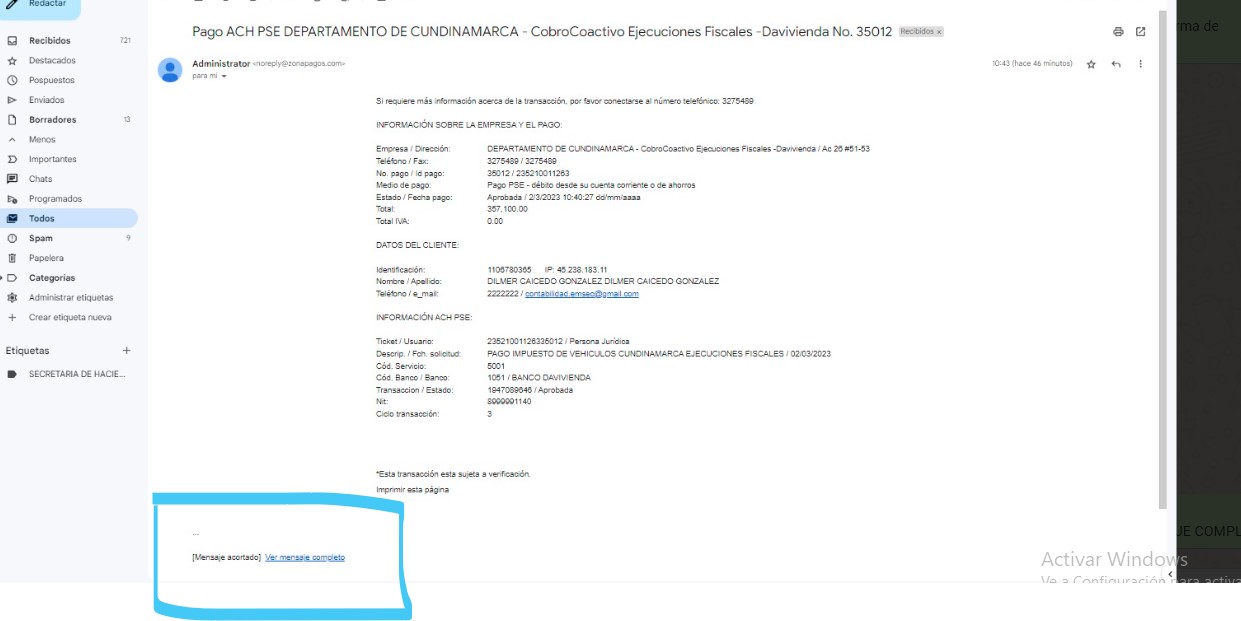 Redactar
Recibidos 721
Destacados
Pospuestos
Enviados
Borradores 13
Menos
Importantes
Chats
Programados
Todos
Spam 9
Papelera
Categorías
Administrar etiquetas
Crear etiqueta nueva
Etiquetas +
SECRETARIA DE HACIE...
Pago ACH PSE DEPARTAMENTO DE CUNDINAMARCA - CobroCoactivo Ejecuciones Fiscales -Davivienda No. 35012 Recibidos x
Administrator <noreply@zonapagos.com> 10:43 (hace 46 minutos)
para mí
Si requiere más información acerca de la transacción, por favor conectarse al número telefónico: 3275489
INFORMACIÓN SOBRE LA EMPRESA Y EL PAGO:
Empresa / Dirección: DEPARTAMENTO DE CUNDINAMARCA - CobroCoactivo Ejecuciones Fiscales -Davivienda / Ac 26 #51-53
Teléfono / Fax: 3275489 / 3275489
No. pago / Id pago: 35012 / 235210011263
Medio de pago: Pago PSE - débito desde su cuenta corriente o de ahorros
Estado / Fecha pago: Aprobada / 2/3/2023 10:40:27 dd/mm/aaaa
Total: 357,100.00
Total IVA: 0.00
DATOS DEL CLIENTE:
Identificación: 1106780365 IP: 45.238.183.11
Nombre / Apellido: DILMER CAICEDO GONZALEZ DILMER CAICEDO GONZALEZ
Teléfono / e_mail: 2222222 / contabilidad.emseo@gmail.com
INFORMACIÓN ACH PSE:
Ticket / Usuario: 23521001126335012 / Persona Jurídica
Descrip. / Fch. solicitud: PAGO IMPUESTO DE VEHICULOS CUNDINAMARCA EJECUCIONES FISCALES / 02/03/2023
Cód. Servicio: 5001
Cód. Banco / Banco: 1051 / BANCO DAVIVIENDA
Transaccion / Estado: 1947089646 / Aprobada
Nit: 8999991140
Ciclo transacción: 3
*Esta transacción esta sujeta a verificación.
Imprimir esta página
...
[Mensaje acortado] Ver mensaje completo
rma de
JE COMPL
Activar Windows
Ve a Configuración para activa